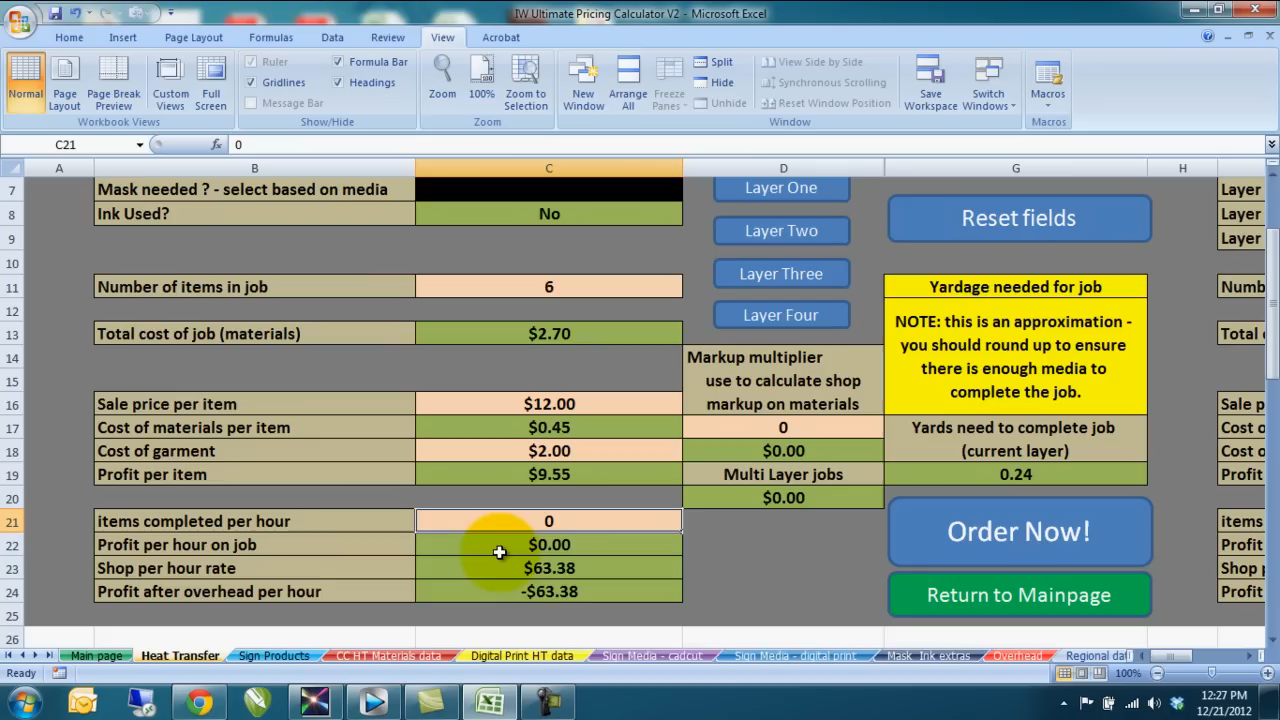 IW Ultimate Pricing Calculator V2 - Microsoft Excel
Home Insert Page Layout Formulas Data Review View Acrobat
Normal
Page Layout
Page Break Preview
Custom Views
Full Screen
Ruler
Gridlines
Message Bar
Formula Bar
Headings
Zoom
100%
Zoom to Selection
New Window
Arrange All
Freeze Panes
Split
Hide
Unhide
View Side by Side
Synchronous Scrolling
Reset Window Position
Save Workspace
Switch Windows
Macros
Workbook Views Show/Hide Zoom Window Macros
C21 fx 0
A B C D G H
7 Mask needed ? - select based on media Layer One Layer
8 Ink Used? No Reset fields Layer
9 Layer Two Layer
10 Layer Three
11 Number of items in job 6 Yardage needed for job Numb
12 Layer Four NOTE: this is an approximation -
13 Total cost of job (materials) $2.70 you should round up to ensure Total c
14 Markup multiplier there is enough media to
15 use to calculate shop complete the job.
16 Sale price per item $12.00 markup on materials Sale p
17 Cost of materials per item $0.45 0 Yards need to complete job Cost o
18 Cost of garment $2.00 $0.00 (current layer) Cost o
19 Profit per item $9.55 Multi Layer jobs 0.24 Profit
20 $0.00
21 items completed per hour 0 Order Now! items
22 Profit per hour on job $0.00 Profit
23 Shop per hour rate $63.38 Shop p
24 Profit after overhead per hour -$63.38 Return to Mainpage Profit
25
26
Main page Heat Transfer Sign Products CC HT Materials data Digital Print HT data Sign Media - cadcut Sign Media - digital print Mask Ink extras Overhead Regional dat
Ready 100%
12:27 PM
12/21/2012